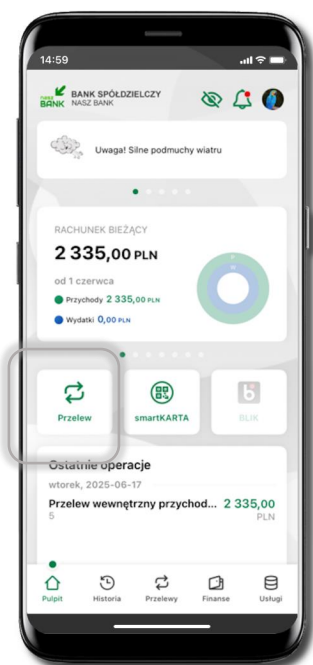 14:59
nasz BANK
BANK SPÓŁDZIELCZY
NASZ BANK
Uwaga! Silne podmuchy wiatru
RACHUNEK BIEŻĄCY
2 335,00 PLN
od 1 czerwca
Przychody 2 335,00 PLN
Wydatki 0,00 PLN
P
W
Przelew
smartKARTA
BLIK
Ostatnie operacje
wtorek, 2025-06-17
Przelew wewnętrzny przychod... 2 335,00
5 PLN
Pulpit
Historia
Przelewy
Finanse
Usługi